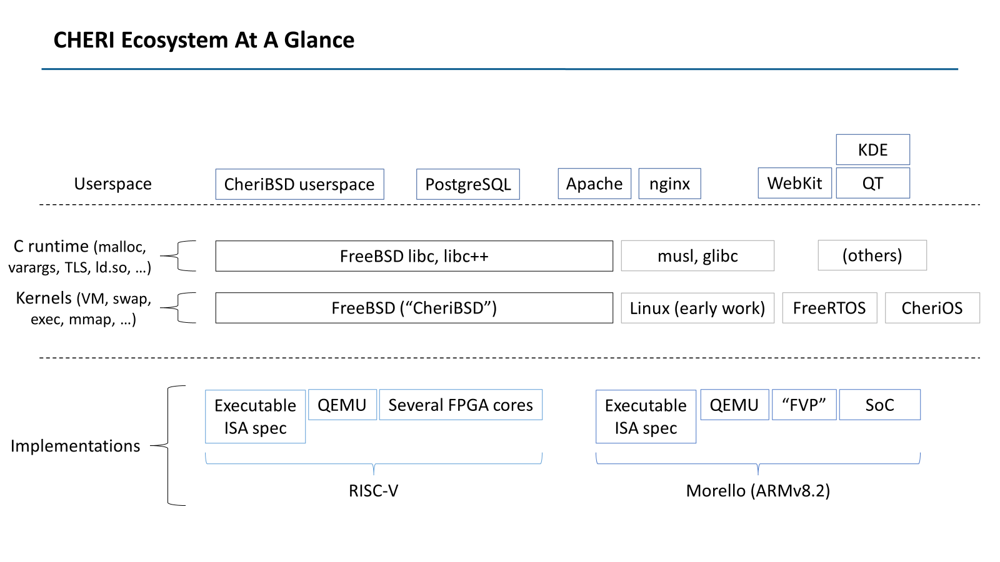 CHERI Ecosystem At A Glance
KDE
Userspace
CheriBSD userspace
PostgreSQL
Apache
nginx
WebKit
QT
C runtime (malloc,
varargs, TLS, ld.so, …)
FreeBSD libc, libc++
musl, glibc
(others)
Kernels (VM, swap,
exec, mmap, …)
FreeBSD (“CheriBSD”)
Linux (early work)
FreeRTOS
CheriOS
Implementations
Executable
ISA spec
QEMU
Several FPGA cores
RISC-V
Executable
ISA spec
QEMU
“FVP”
SoC
Morello (ARMv8.2)